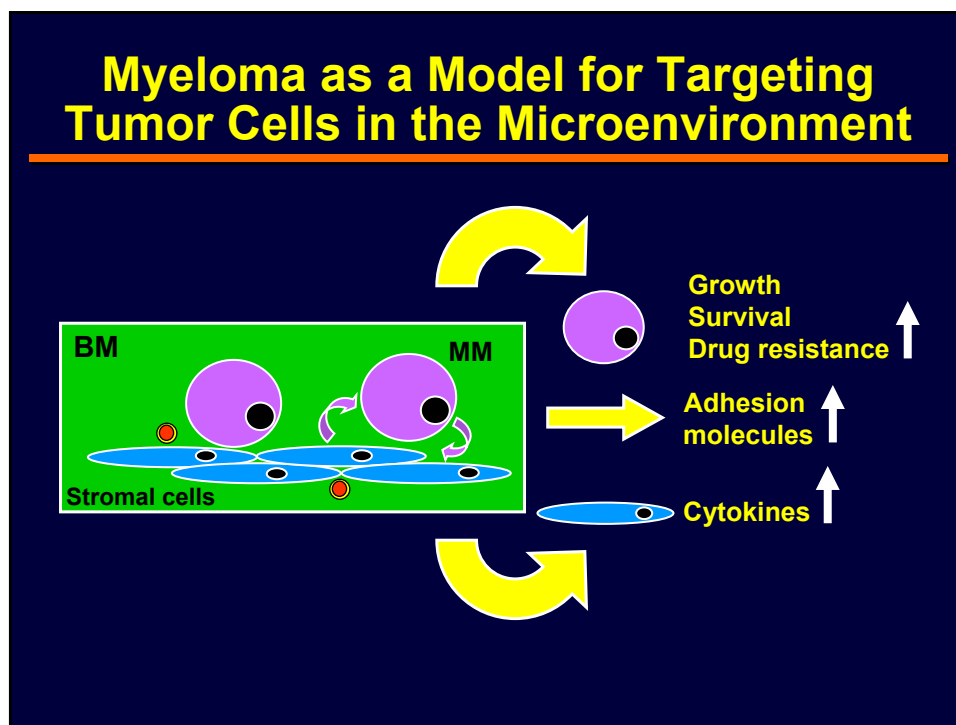 Myeloma as a Model for Targeting
Tumor Cells in the Microenvironment
BM
MM
Stromal cells
Growth
Survival
Drug resistance
Adhesion
molecules
Cytokines